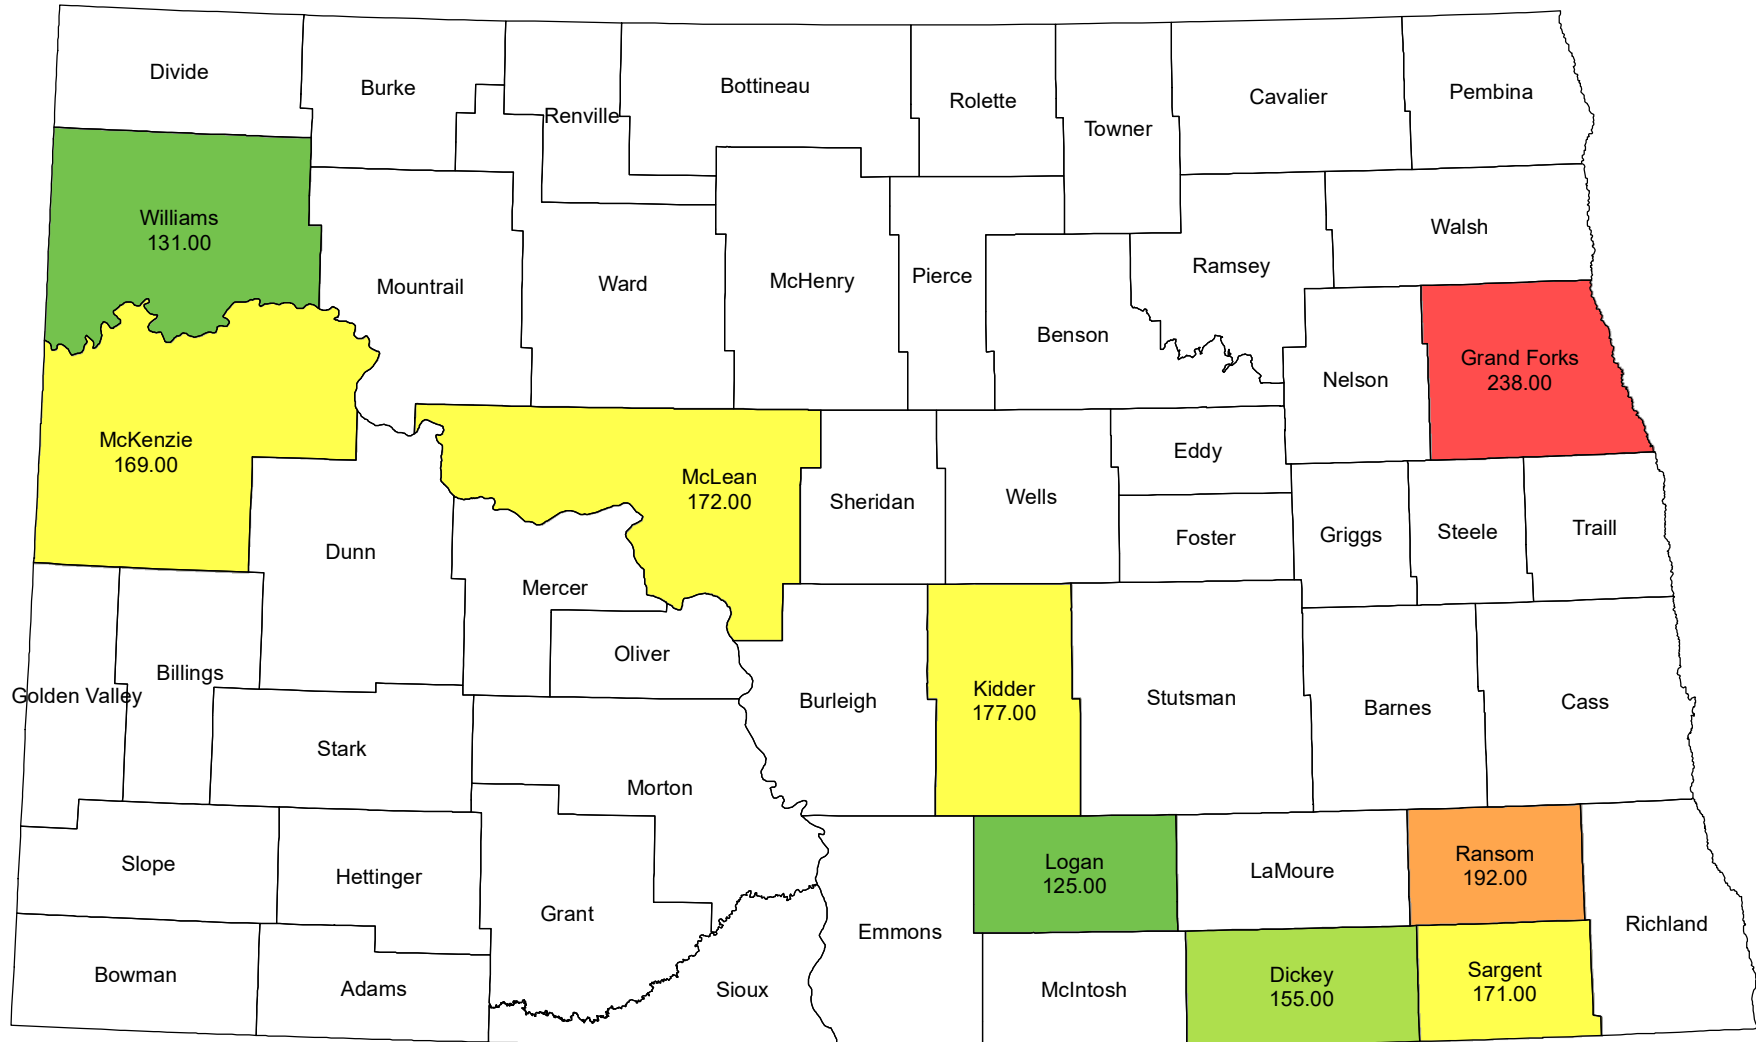 Divide
Burke
Renville
Bottineau
Rolette
Towner
Cavalier
Pembina
Williams
131.00
Mountrail
Ward
McHenry
Pierce
Benson
Ramsey
Walsh
Nelson
Grand Forks
238.00
McKenzie
169.00
McLean
172.00
Sheridan
Wells
Eddy
Foster
Griggs
Steele
Traill
Dunn
Mercer
Oliver
Golden Valley
Billings
Stark
Morton
Burleigh
Kidder
177.00
Stutsman
Barnes
Cass
Slope
Hettinger
Grant
Emmons
Logan
125.00
LaMoure
Ransom
192.00
Richland
Bowman
Adams
Sioux
McIntosh
Dickey
155.00
Sargent
171.00